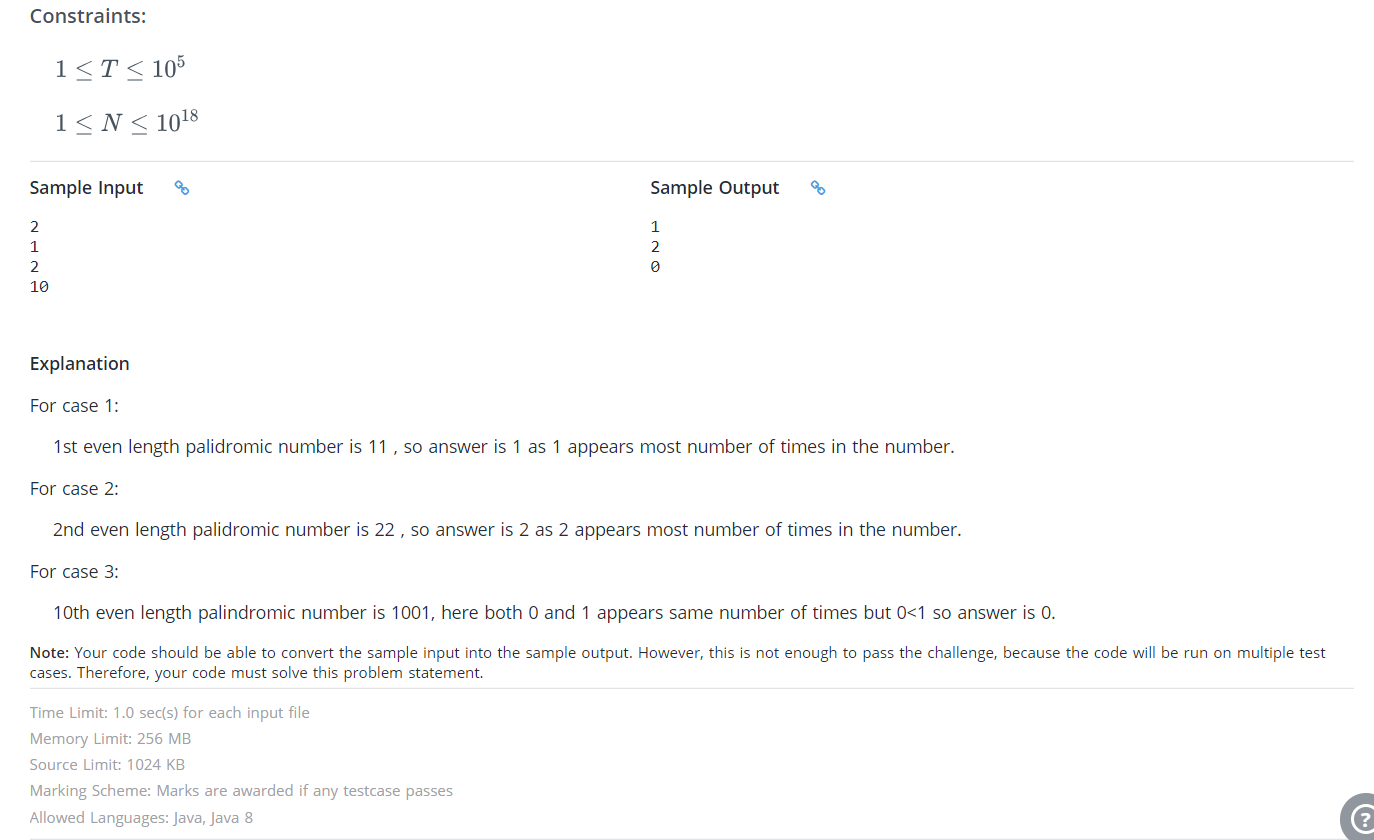 Constraints:
1 ≤ T ≤ 10^5
1 ≤ N ≤ 10^18
Sample Input
Sample Output
2
1
2
10
1
2
0
Explanation
For case 1:
1st even length palidromic number is 11 , so answer is 1 as 1 appears most number of times in the number.
For case 2:
2nd even length palidromic number is 22 , so answer is 2 as 2 appears most number of times in the number.
For case 3:
10th even length palindromic number is 1001, here both 0 and 1 appears same number of times but 0<1 so answer is 0.
Note: Your code should be able to convert the sample input into the sample output. However, this is not enough to pass the challenge, because the code will be run on multiple test
cases. Therefore, your code must solve this problem statement.
Time Limit: 1.0 sec(s) for each input file
Memory Limit: 256 MB
Source Limit: 1024 KB
Marking Scheme: Marks are awarded if any testcase passes
Allowed Languages: Java, Java 8
?